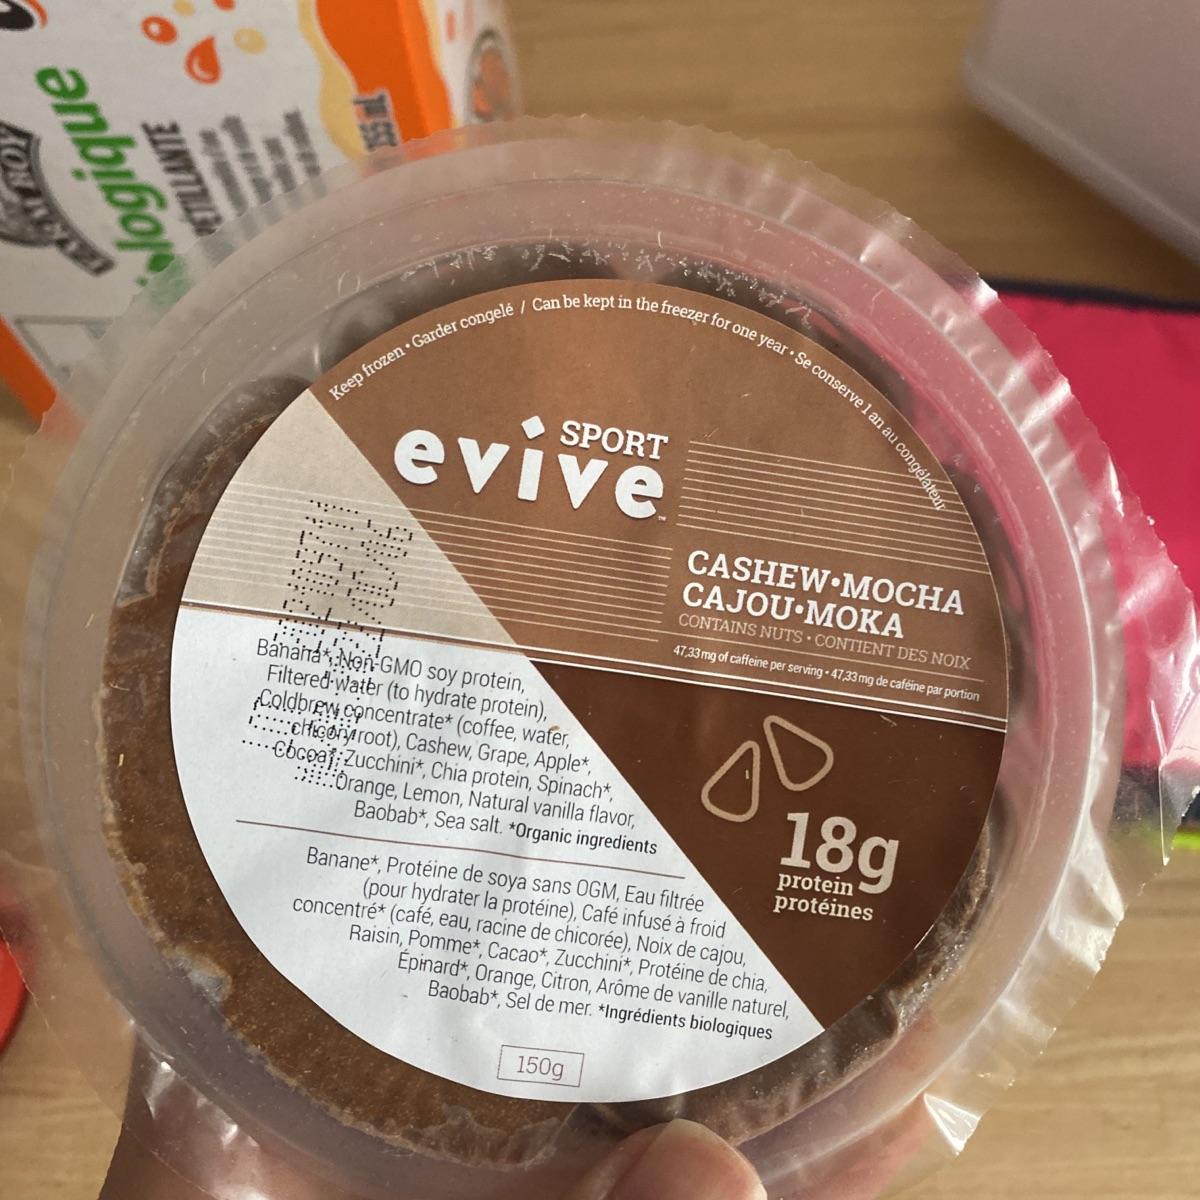 ologique
PÉTILLANTE
355 mL
Keep frozen • Garder congelé / Can be kept in the freezer for one year • Se conserve 1 an au congélateur
SPORT
evive
CASHEW•MOCHA
CAJOU•MOKA
CONTAINS NUTS • CONTIENT DES NOIX
47,33 mg of caffeine per serving • 47,33 mg de caféine par portion
Banana*, Non-GMO soy protein,
Filtered water (to hydrate protein),
Coldbrew concentrate* (coffee, water,
chicory root), Cashew, Grape, Apple*,
Cocoa*, Zucchini*, Chia protein, Spinach*,
Orange, Lemon, Natural vanilla flavor,
Baobab*, Sea salt. *Organic ingredients
18g
protein
protéines
Banane*, Protéine de soya sans OGM, Eau filtrée
(pour hydrater la protéine), Café infusé à froid
concentré* (café, eau, racine de chicorée), Noix de cajou,
Raisin, Pomme*, Cacao*, Zucchini*, Protéine de chia,
Épinard*, Orange, Citron, Arôme de vanille naturel,
Baobab*, Sel de mer. *Ingrédients biologiques
150g